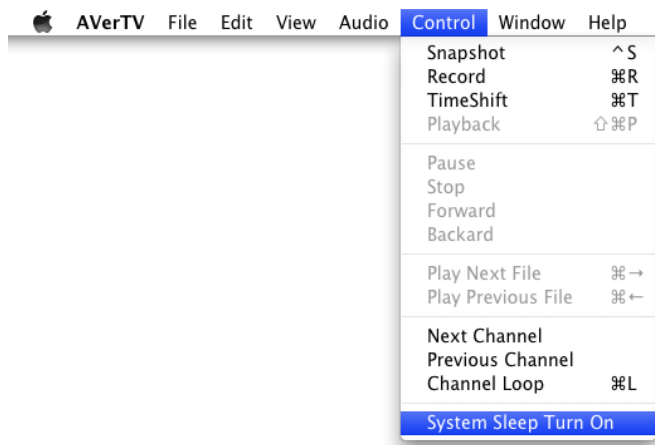 AVerTV File Edit View Audio Control Window Help
Snapshot ^S
Record ⌘R
TimeShift ⌘T
Playback ⇧⌘P
Pause
Stop
Forward
Backard
Play Next File ⌘→
Play Previous File ⌘←
Next Channel
Previous Channel
Channel Loop ⌘L
System Sleep Turn On